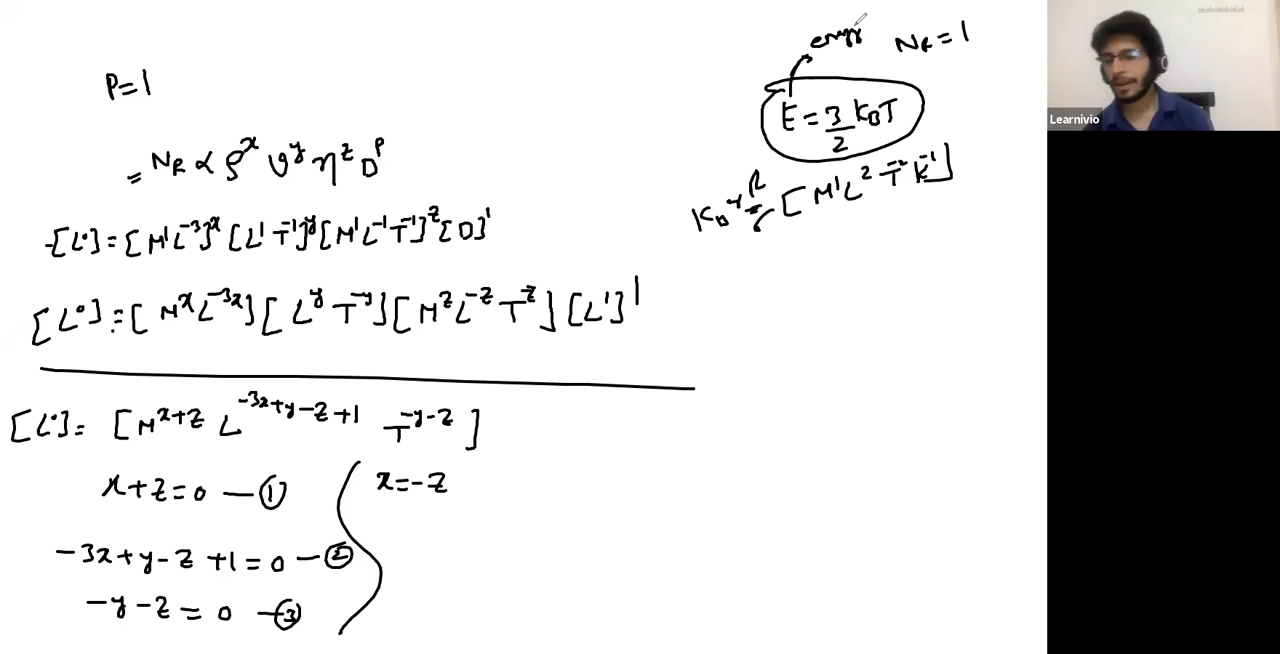 P=1
= N_R ∝ ρ^x v^y η^z D^P
-[L°] = [M¹L⁻³]^x [L¹T⁻¹]^y [M¹L⁻¹T⁻¹]^z [D]¹
[L°] = [M^x L^-3x] [L^y T^-y] [M^z L^-z T^-z] [L¹]¹
[L°] = [M^x+z L^-3x+y-z+1 T^-y-z]
x+z=0 — ①
-3x+y-z+1=0 — ②
-y-z=0 — ③
x=-z
N_R=1
E = 3/2 K_B T
K_B → [M¹L²T⁻²K⁻¹]
Learnivio